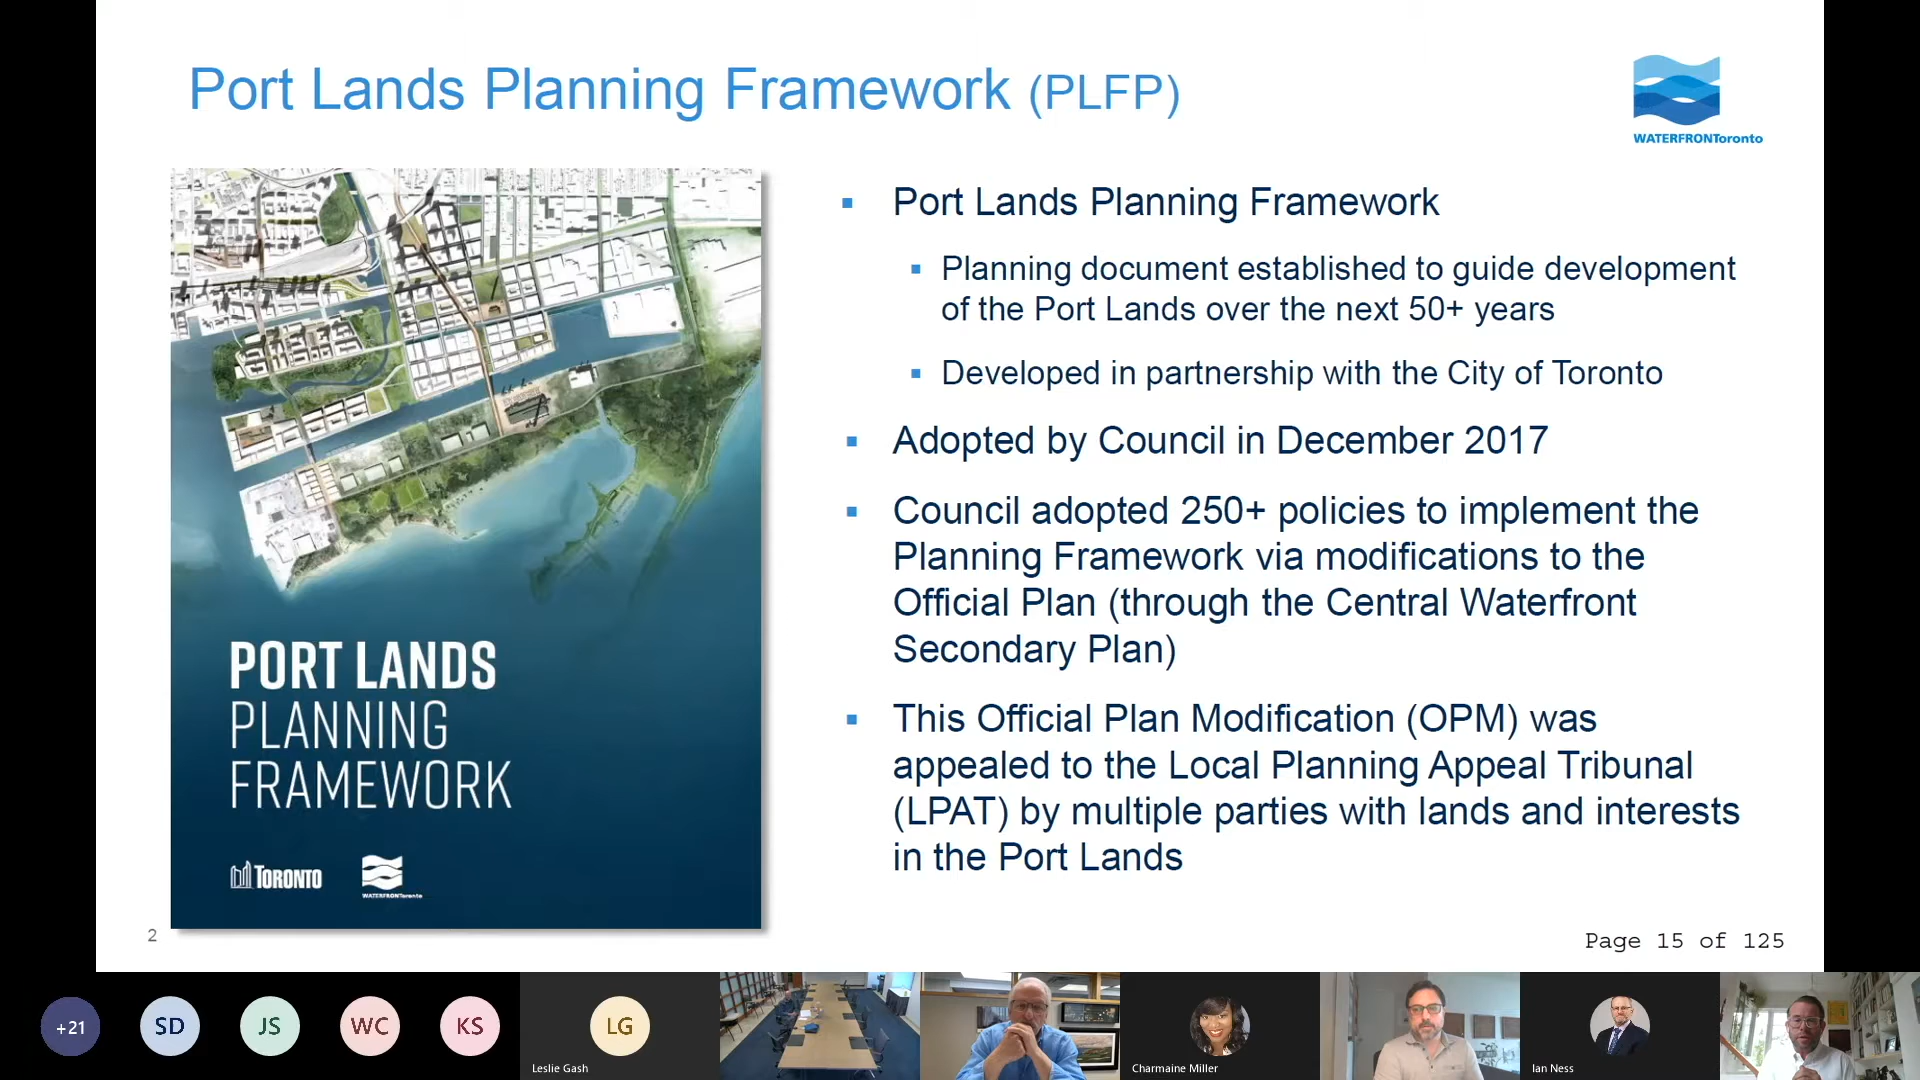 Port Lands Planning Framework (PLFP)
WATERFRONToronto
PORT LANDS
PLANNING
FRAMEWORK
TORONTO
WATERFRONToronto
▪ Port Lands Planning Framework
▪ Planning document established to guide development
of the Port Lands over the next 50+ years
▪ Developed in partnership with the City of Toronto
▪ Adopted by Council in December 2017
▪ Council adopted 250+ policies to implement the
Planning Framework via modifications to the
Official Plan (through the Central Waterfront
Secondary Plan)
▪ This Official Plan Modification (OPM) was
appealed to the Local Planning Appeal Tribunal
(LPAT) by multiple parties with lands and interests
in the Port Lands
2
Page 15 of 125
+21
SD
JS
WC
KS
LG
Leslie Gash
Charmaine Miller
Ian Ness